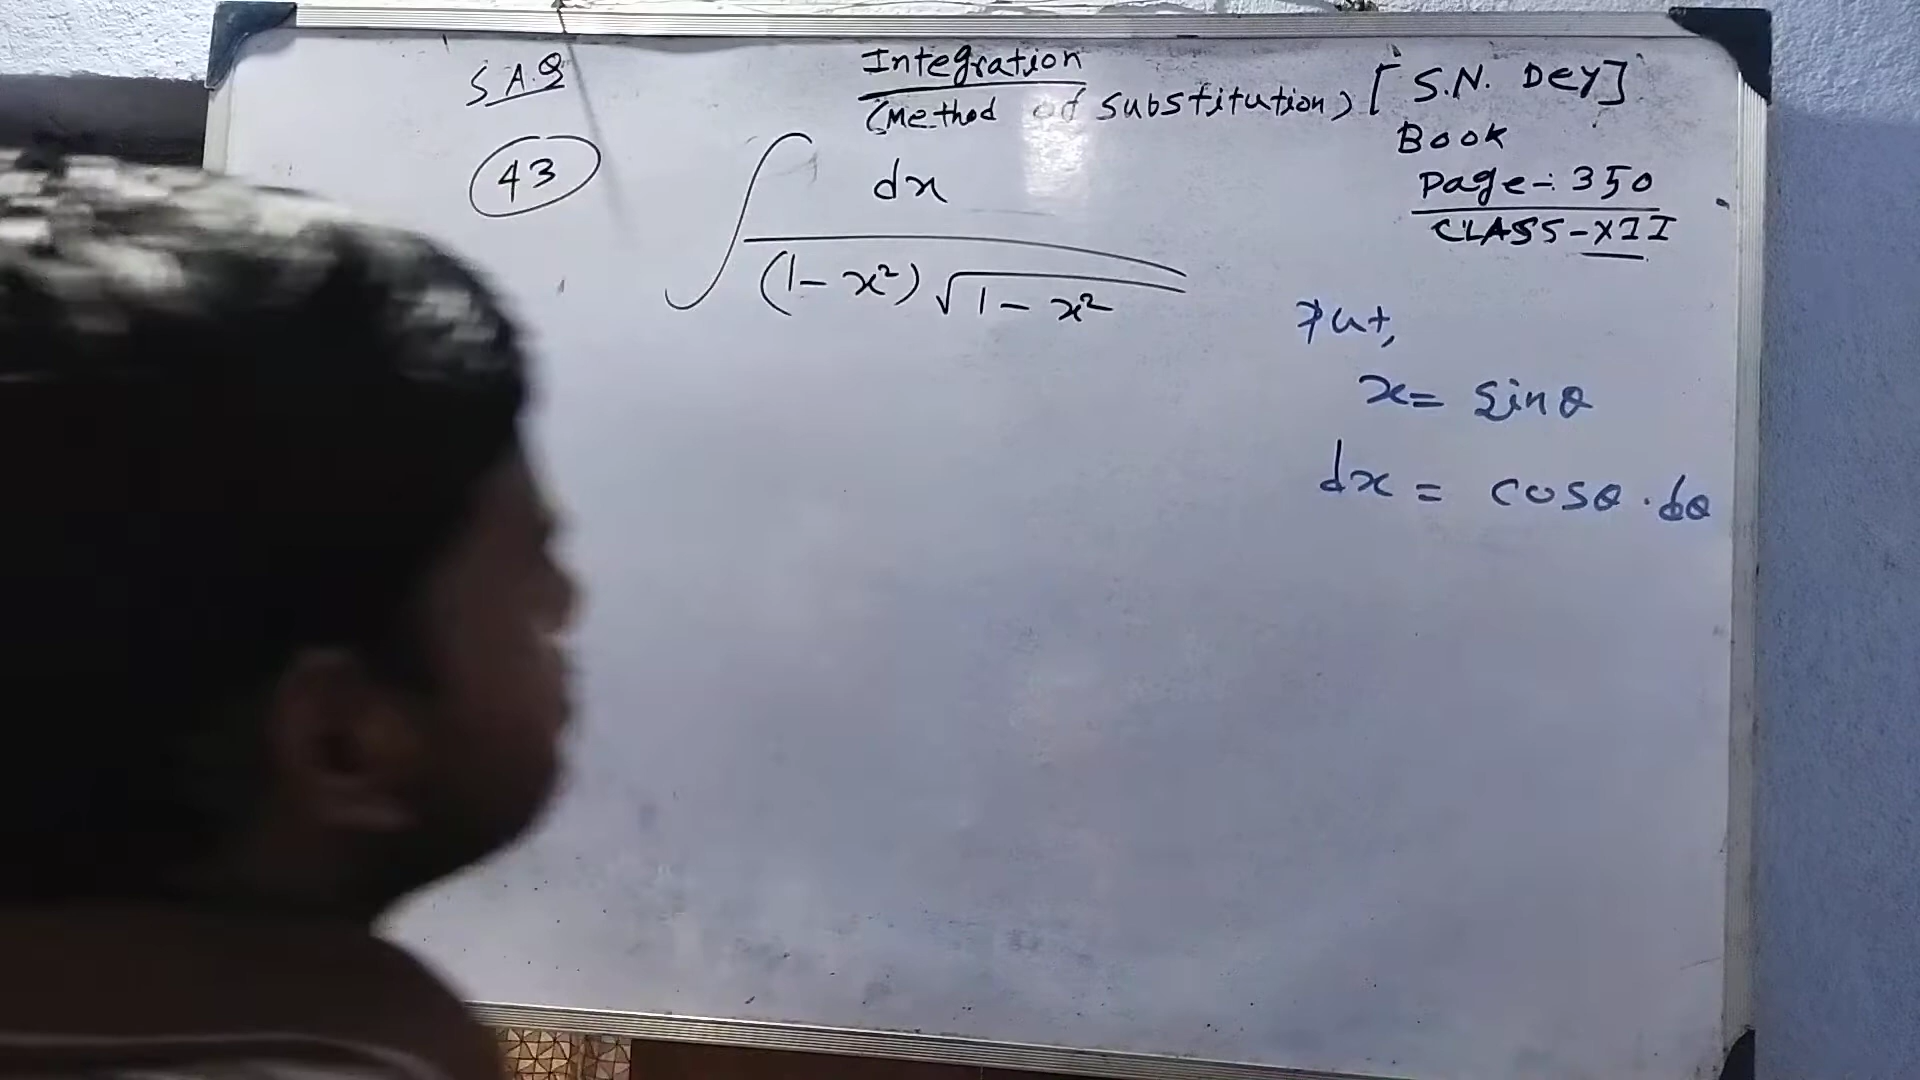 S.A.Q
Integration
(Method of Substitution) [S.N. Dey]
Book
Page-: 350
CLASS-XII
43
∫ dx / (1-x²)√1-x²
Put,
x = sinθ
dx = cosθ.dθ